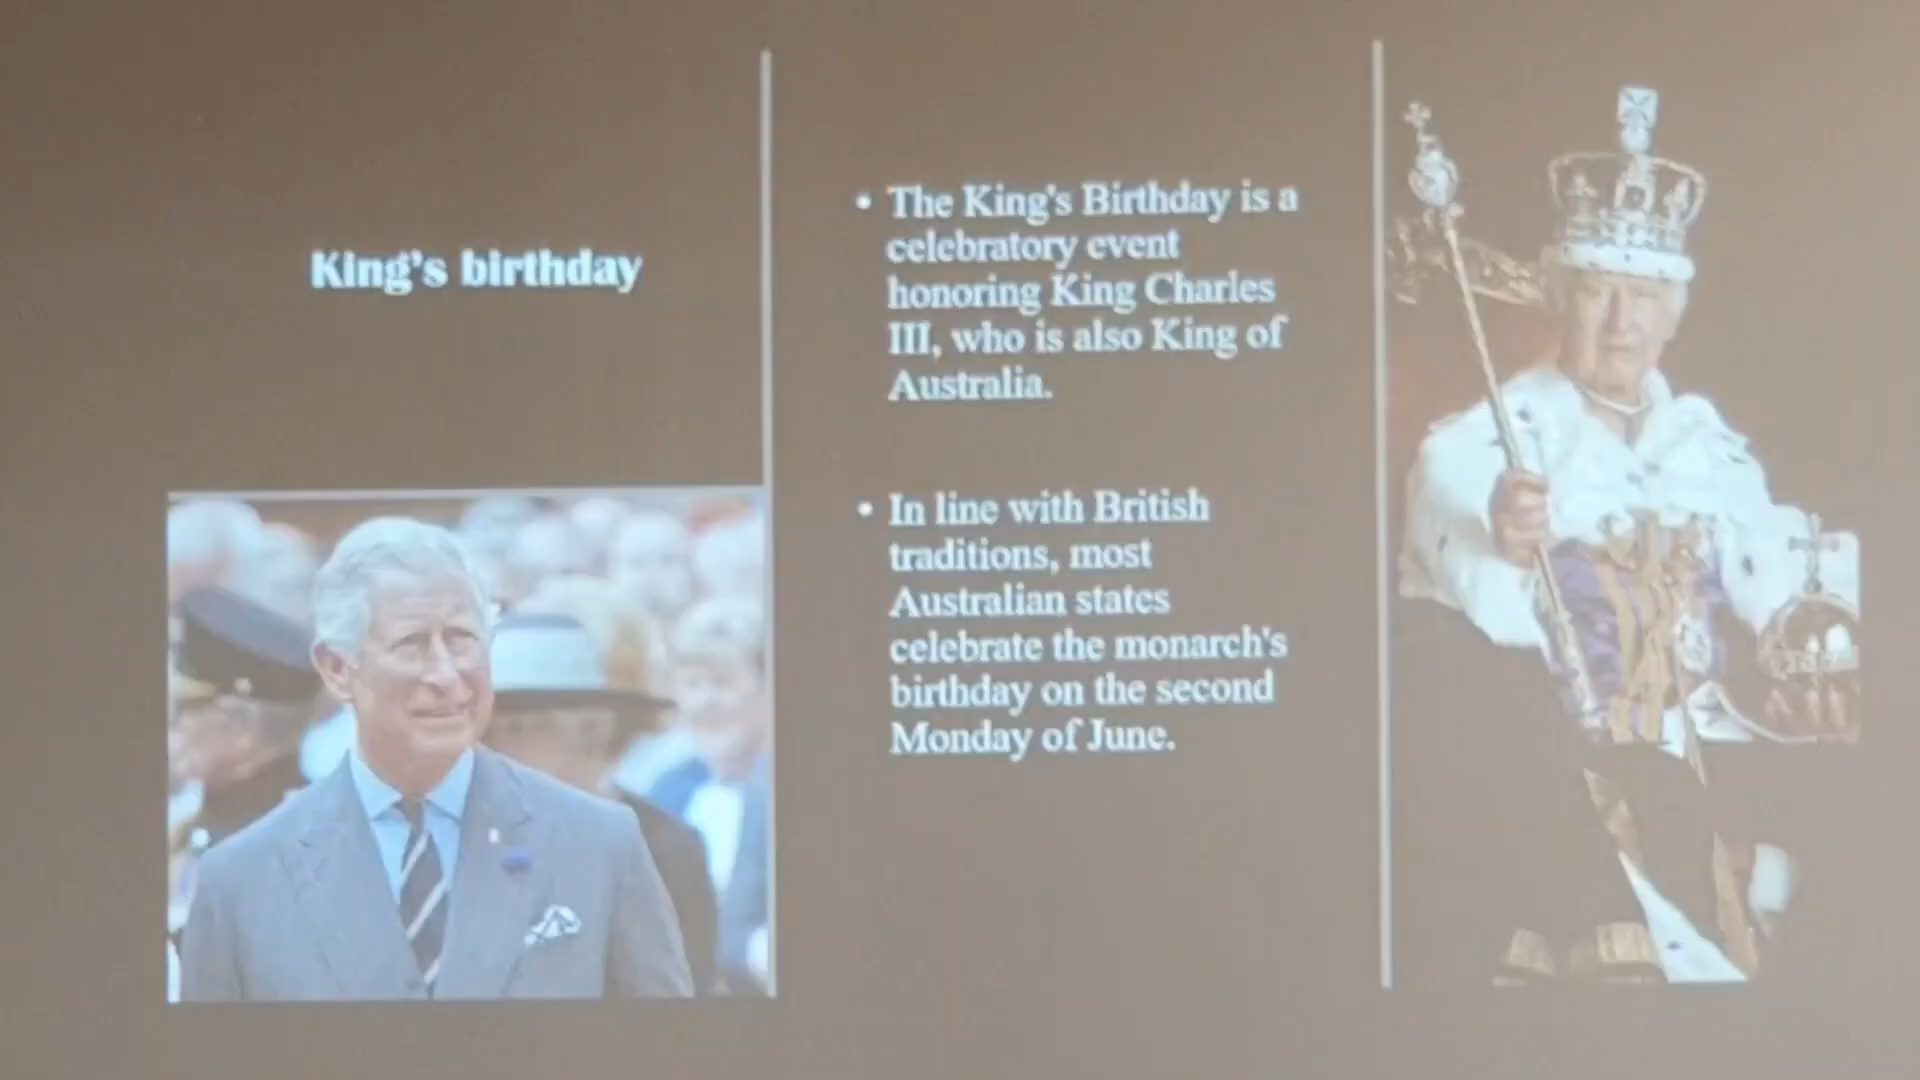 King's birthday
• The King's Birthday is a
celebratory event
honoring King Charles
III, who is also King of
Australia.
• In line with British
traditions, most
Australian states
celebrate the monarch's
birthday on the second
Monday of June.